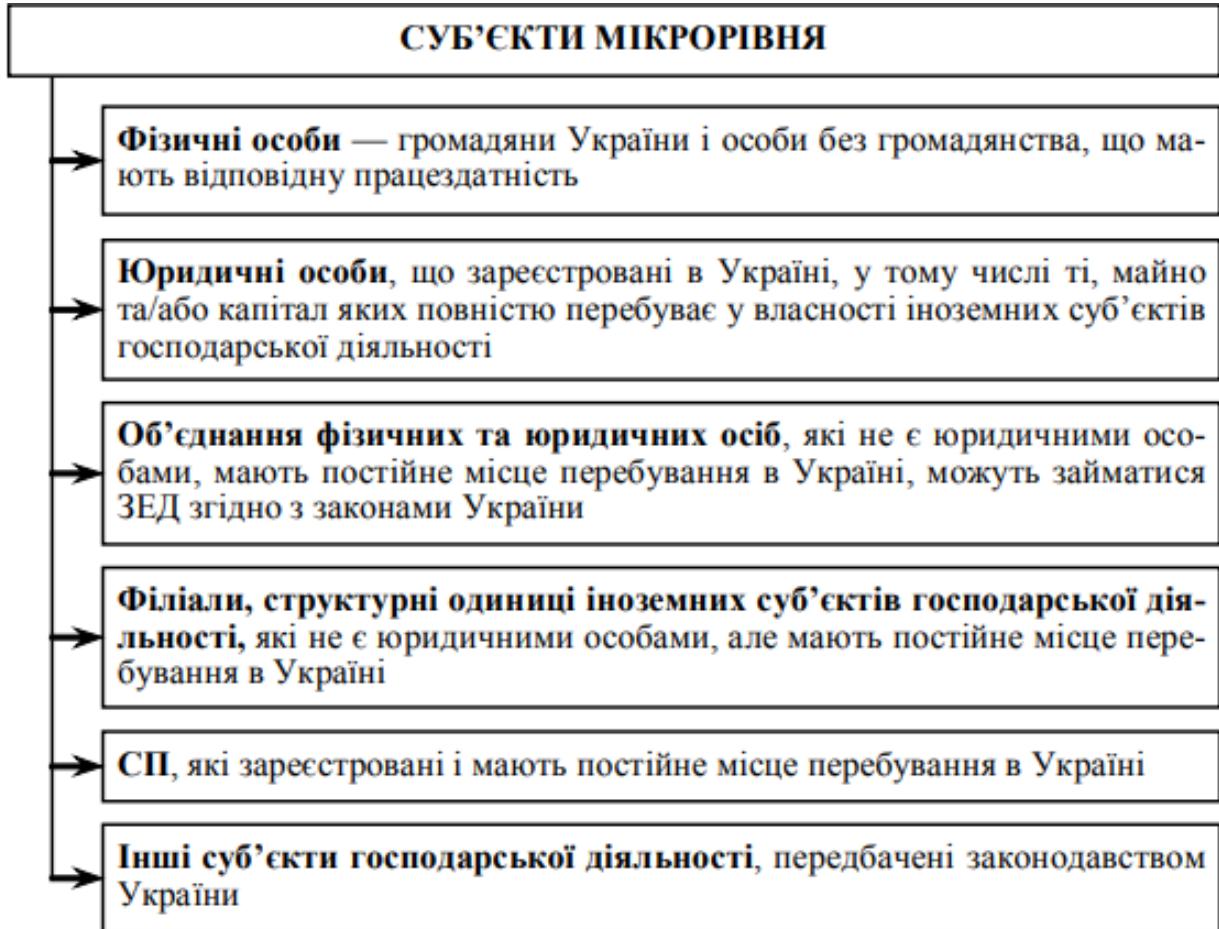 СУБ’ЄКТИ МІКРОРІВНЯ
Фізичні особи — громадяни України і особи без громадянства, що ма-
ють відповідну працездатність
Юридичні особи, що зареєстровані в Україні, у тому числі ті, майно
та/або капітал яких повністю перебуває у власності іноземних суб’єктів
господарської діяльності
Об’єднання фізичних та юридичних осіб, які не є юридичними осо-
бами, мають постійне місце перебування в Україні, можуть займатися
ЗЕД згідно з законами України
Філіали, структурні одиниці іноземних суб’єктів господарської дія-
льності, які не є юридичними особами, але мають постійне місце пере-
бування в Україні
СП, які зареєстровані і мають постійне місце перебування в Україні
Інші суб’єкти господарської діяльності, передбачені законодавством
України